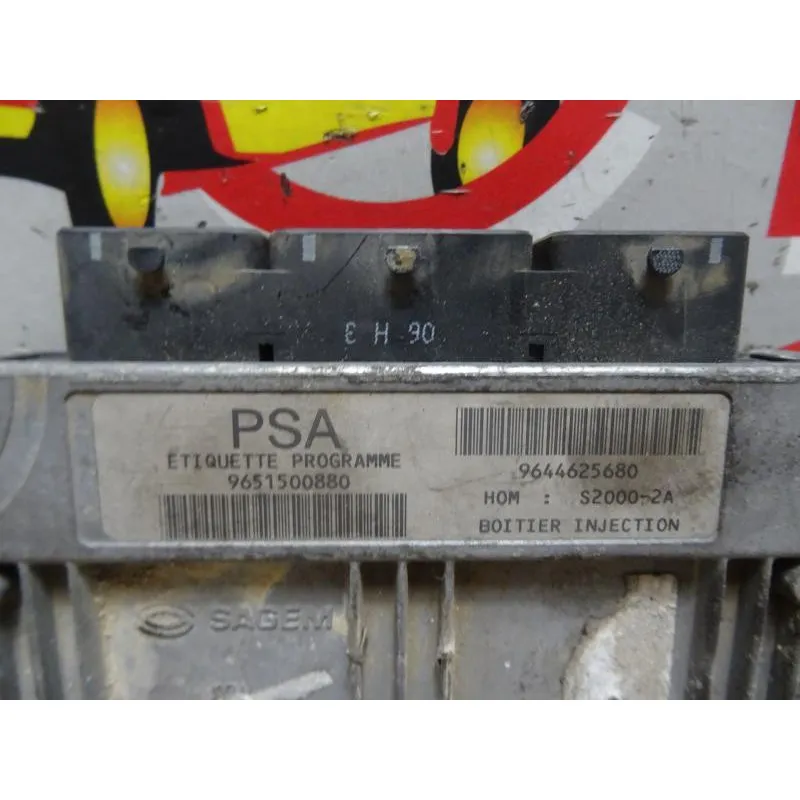 Ɛ H 90
PSA
ETIQUETTE PROGRAMME
9651500880
9644625680
HOM : S2000-2A
BOITIER INJECTION
SAGEM